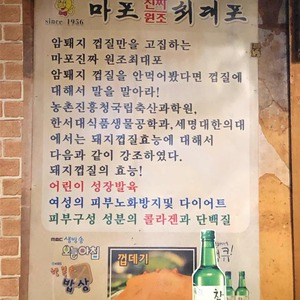 since 1956 마포 진짜 원조 최대포
암퇘지 껍질만을 고집하는
마포진짜 원조최대포
암퇘지 껍질을 안먹어봤다면 껍질에
대해서 말을 말아라!
농촌진흥청국립축산과학원,
한서대식품생물공학과,세명대한의대
에서는 돼지껍질효능에 대해서
다음과 같이 강조하였다.
돼지껍질의 효능!
어린이 성장발육
여성의 피부노화방지및 다이어트
피부구성 성분의 콜라겐과 단백질
MBC 생방송
오늘아침
밥상
껍데기